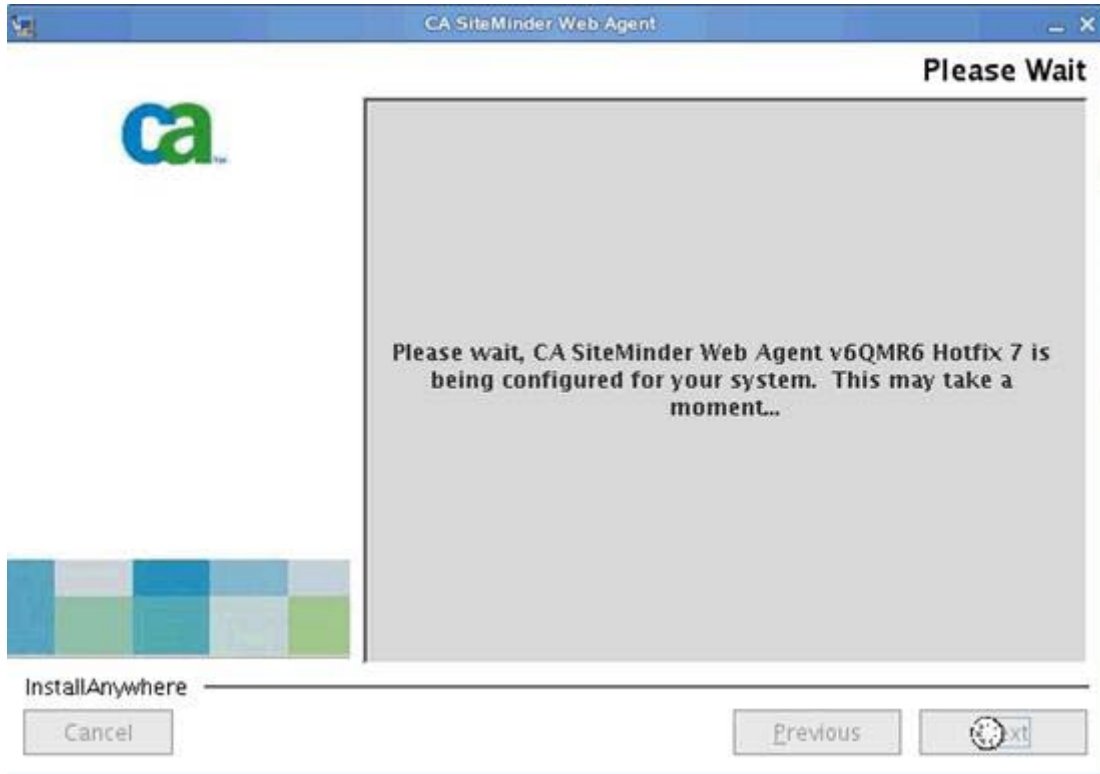 CA SiteMinder Web Agent
Please Wait
ca
Please wait, CA SiteMinder Web Agent v6QMR6 Hotfix 7 is
being configured for your system. This may take a
moment...
InstallAnywhere
Cancel
Previous